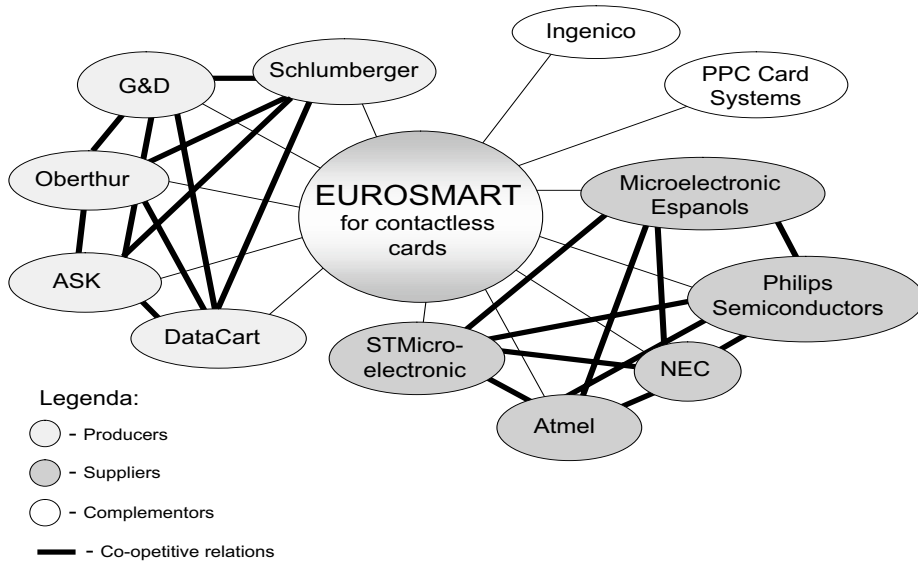 Ingenico
Schlumberger
G&D
PPC Card
Systems
Oberthur
EUROSMART
for contactless
cards
Microelectronic
Espanols
ASK
Philips
Semiconductors
DataCart
STMicro-
electronic
NEC
Atmel
Legenda:
- Producers
- Suppliers
- Complementors
- Co-opetitive relations